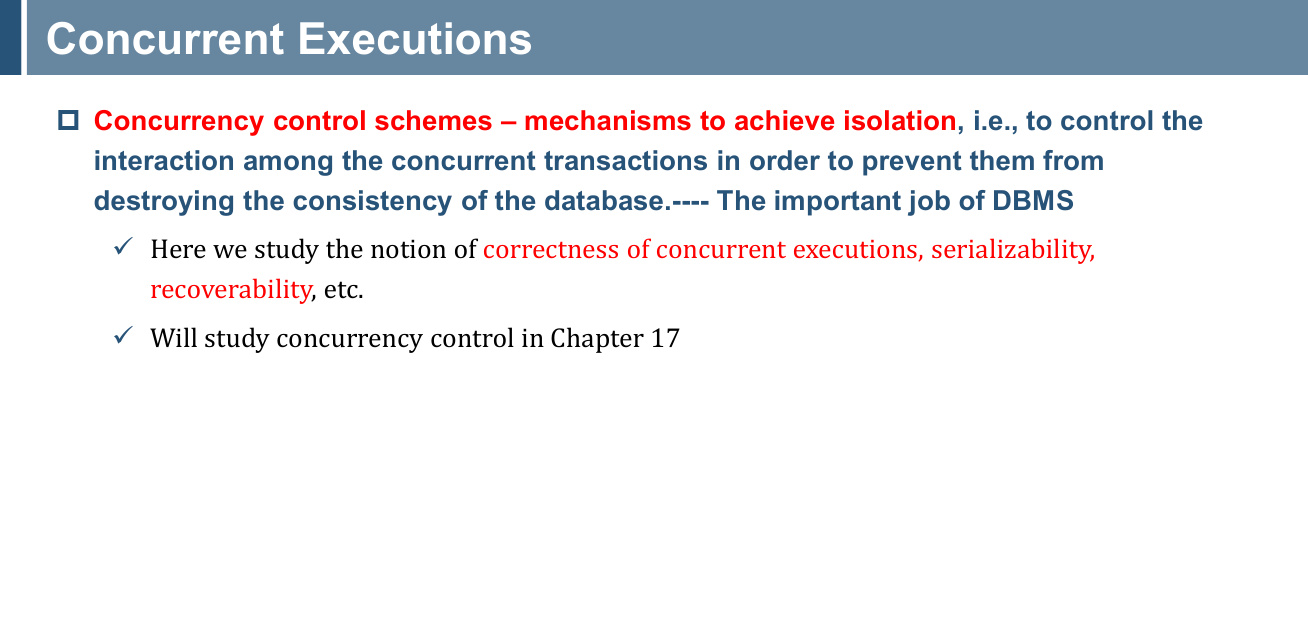 Concurrent Executions
Concurrency control schemes – mechanisms to achieve isolation, i.e., to control the
interaction among the concurrent transactions in order to prevent them from
destroying the consistency of the database.---- The important job of DBMS
Here we study the notion of correctness of concurrent executions, serializability,
recoverability, etc.
Will study concurrency control in Chapter 17